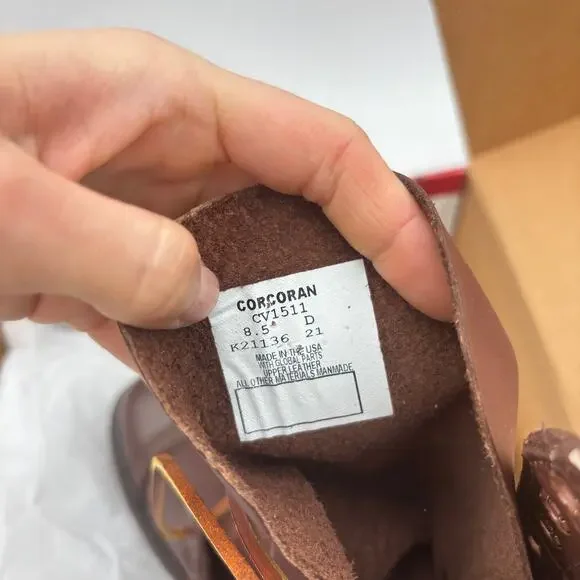 CORCORAN
CV1511
8.5 D
K21136 21
MADE IN THE USA
WITH GLOBAL PARTS
UPPER LEATHER
ALL OTHER MATERIALS MANMADE